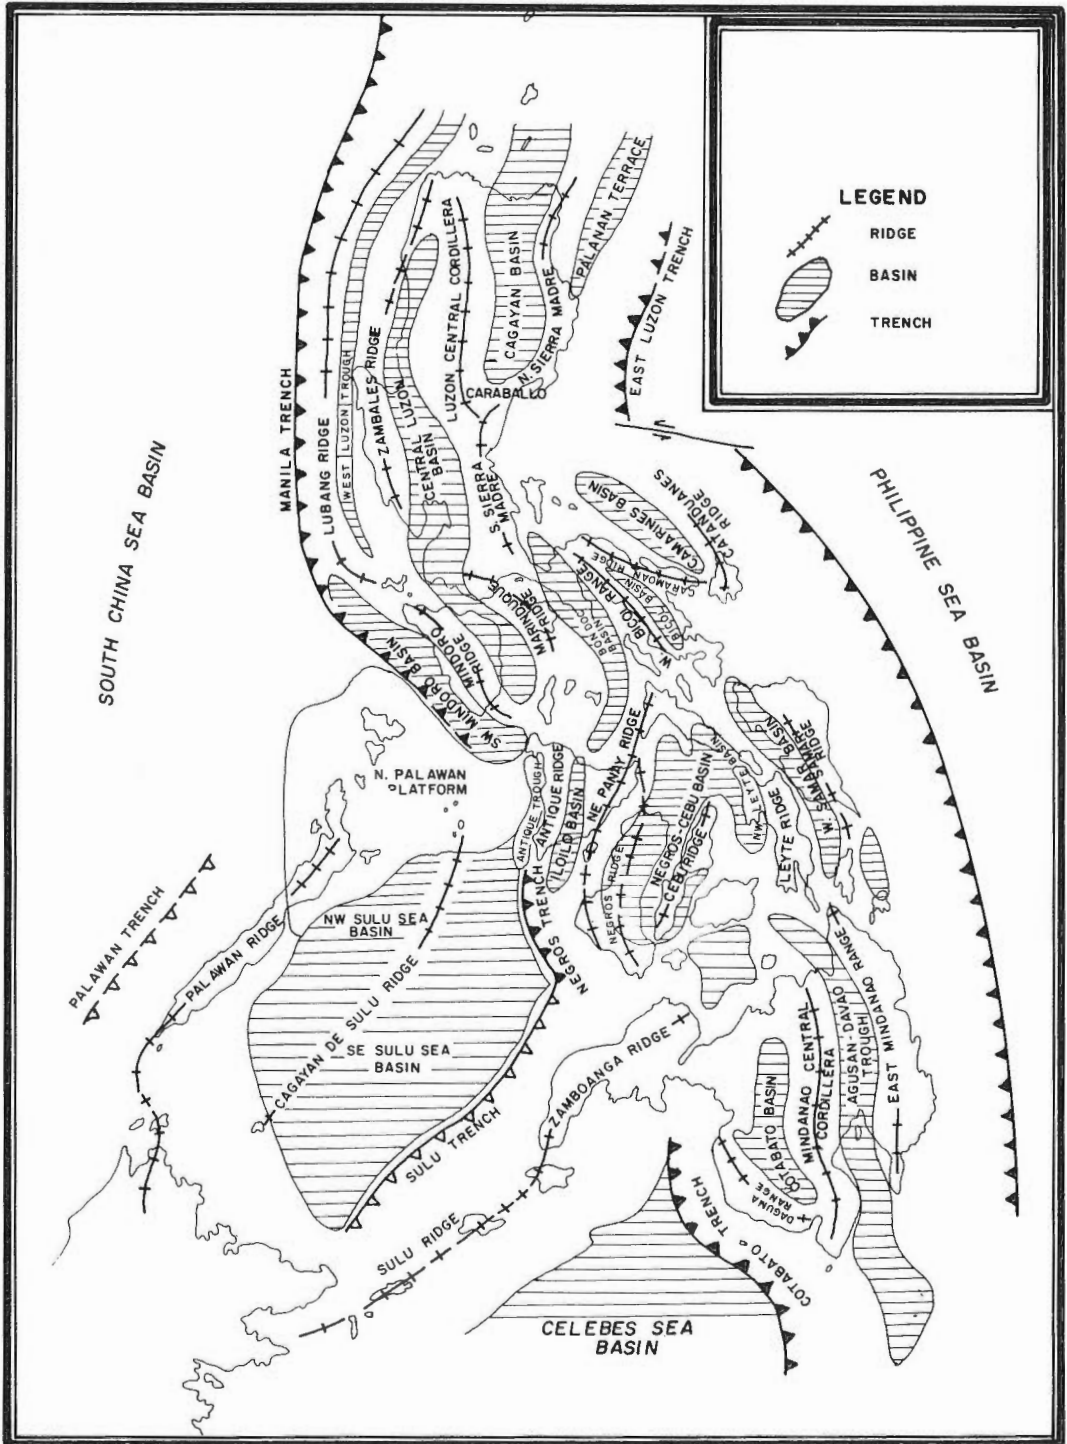 LEGEND
RIDGE
BASIN
TRENCH
PALANAN TERRACE
CAGAYAN BASIN
LUZON CENTRAL CORDILLERA
N. SIERRA MADRE
EAST LUZON TRENCH
MANILA TRENCH
LUBANG RIDGE
WEST LUZON TROUGH
ZAMBALES RIDGE
CENTRAL LUZON
BASIN
CARABALLO
S. SIERRA
MADRE
SOUTH CHINA SEA BASIN
PHILIPPINE SEA BASIN
CATANDUANES
RIDGE
CAMARINES BASIN
CARAMOAN RIDGE
BICOL BASIN
W. BICOL RANGE
BONDOC
BASIN
MARINDUQUE
RIDGE
MINDORO
RIDGE
SW MINDORO BASIN
N. PALAWAN
PLATFORM
ANTIQUE TROUGH
ANTIQUE RIDGE
ILOILO BASIN
NE PANAY RIDGE
NEGROS RIDGE
NEGROS-CEBU BASIN
CEBU RIDGE
NW LEYTE BASIN
LEYTE RIDGE
SAMAR BASIN
W. SAMAR
RIDGE
PALAWAN TRENCH
PALAWAN RIDGE
NW SULU SEA
BASIN
CAGAYAN DE SULU RIDGE
SE SULU SEA
BASIN
NEGROS TRENCH
SULU TRENCH
ZAMBOANGA RIDGE
SULU RIDGE
COTABATO BASIN
DAGUMA
RANGE
MINDANAO CENTRAL
CORDILLERA
AGUSAN-DAVAO
TROUGH
EAST MINDANAO RANGE
COTABATO TRENCH
CELEBES SEA
BASIN